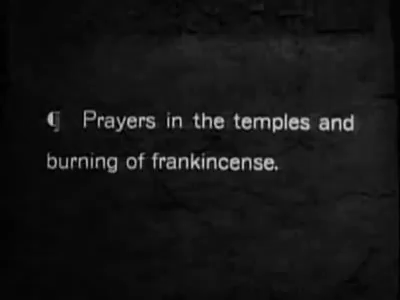 ¶ Prayers in the temples and
burning of frankincense.